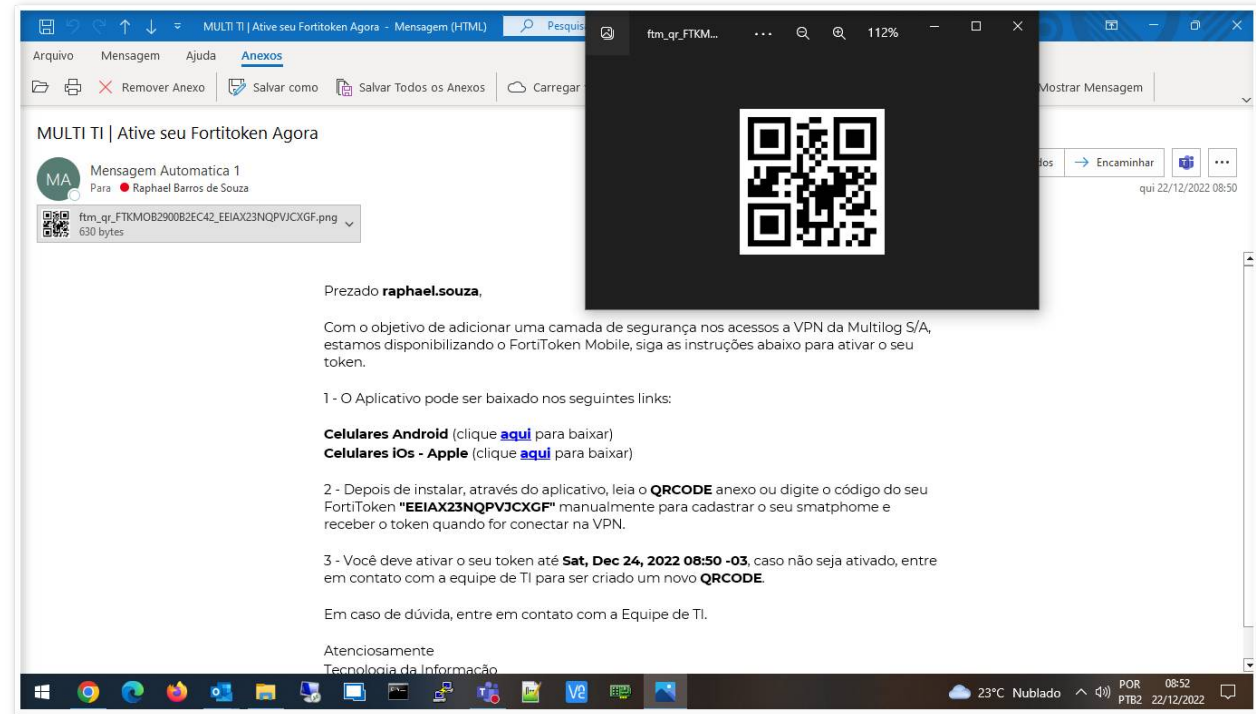 MULTI TI | Ative seu Fortitoken Agora - Mensagem (HTML)
Pesquis
ftm_qr_FTKM...
112%
Arquivo Mensagem Ajuda Anexos
Remover Anexo Salvar como Salvar Todos os Anexos Carregar
Mostrar Mensagem
MULTI TI | Ative seu Fortitoken Agora
MA
Mensagem Automatica 1
Para Raphael Barros de Souza
dos Encaminhar
qui 22/12/2022 08:50
ftm_qr_FTKMOB2900B2EC42_EEIAX23NQPVJCXGF.png
630 bytes
Prezado raphael.souza,
Com o objetivo de adicionar uma camada de segurança nos acessos a VPN da Multilog S/A,
estamos disponibilizando o FortiToken Mobile, siga as instruções abaixo para ativar o seu
token.
1 - O Aplicativo pode ser baixado nos seguintes links:
Celulares Android (clique aqui para baixar)
Celulares iOs - Apple (clique aqui para baixar)
2 - Depois de instalar, através do aplicativo, leia o QRCODE anexo ou digite o código do seu
FortiToken "EEIAX23NQPVJCXGF" manualmente para cadastrar o seu smatphome e
receber o token quando for conectar na VPN.
3 - Você deve ativar o seu token até Sat, Dec 24, 2022 08:50 -03, caso não seja ativado, entre
em contato com a equipe de TI para ser criado um novo QRCODE.
Em caso de dúvida, entre em contato com a Equipe de TI.
Atenciosamente
Tecnologia da Informação
23°C Nublado
POR
PTB2
08:52
22/12/2022